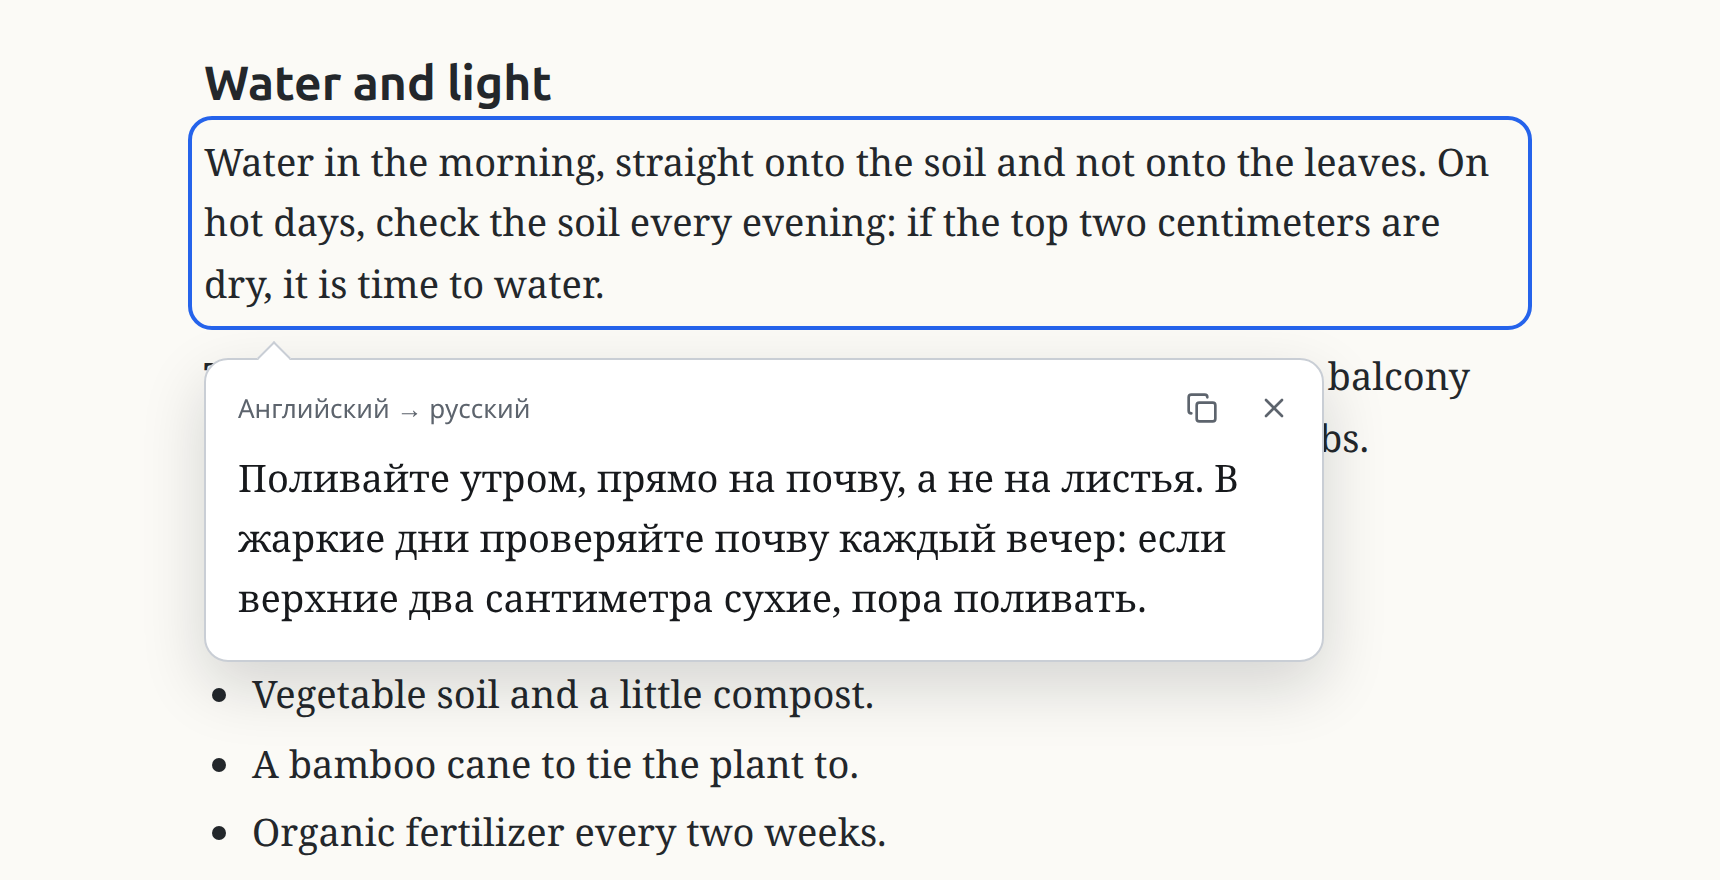 Water and light
Water in the morning, straight onto the soil and not onto the leaves. On
hot days, check the soil every evening: if the top two centimeters are
dry, it is time to water.
balcony
Английский → русский
Поливайте утром, прямо на почву, а не на листья. В
жаркие дни проверяйте почву каждый вечер: если
верхние два сантиметра сухие, пора поливать.
Vegetable soil and a little compost.
A bamboo cane to tie the plant to.
Organic fertilizer every two weeks.